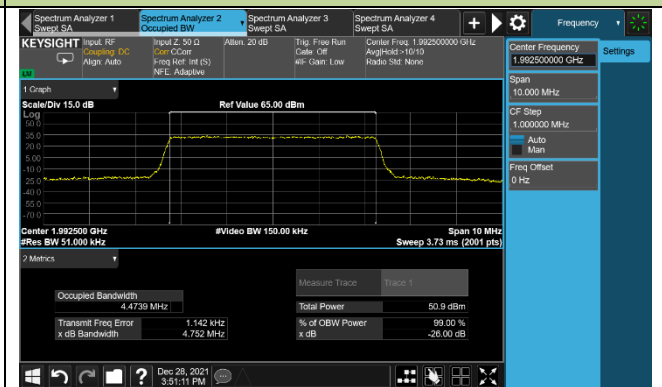 Spectrum Analyzer 1
Swept SA
Spectrum Analyzer 2
Occupied BW
Spectrum Analyzer 3
Swept SA
Spectrum Analyzer 4
Swept SA
Frequency
KEYSIGHT
Input: RF
Coupling: DC
Align: Auto
Input Z: 50 Ω
Corr CCorr
Freq Ref: Int (S)
NFE: Adaptive
Atten: 20 dB
Trig: Free Run
Gate: Off
#IF Gain: Low
Center Freq: 1.992500000 GHz
Avg|Hold:>10/10
Radio Std: None
Center Frequency
1.992500000 GHz
Settings
Span
10.000 MHz
CF Step
1.000000 MHz
Auto
Man
Freq Offset
0 Hz
1 Graph
Scale/Div 15.0 dB
Ref Value 65.00 dBm
Log
50.0
35.0
20.0
5.00
-10.0
-25.0
-40.0
-55.0
-70.0
Center 1.992500 GHz
#Video BW 150.00 kHz
Span 10 MHz
#Res BW 51.000 kHz
Sweep 3.73 ms (2001 pts)
2 Metrics
Measure Trace
Trace 1
Occupied Bandwidth
4.4739 MHz
Total Power
50.9 dBm
Transmit Freq Error
1.142 kHz
% of OBW Power
99.00 %
x dB Bandwidth
4.752 MHz
x dB
-26.00 dB
Dec 28, 2021
3:51:11 PM